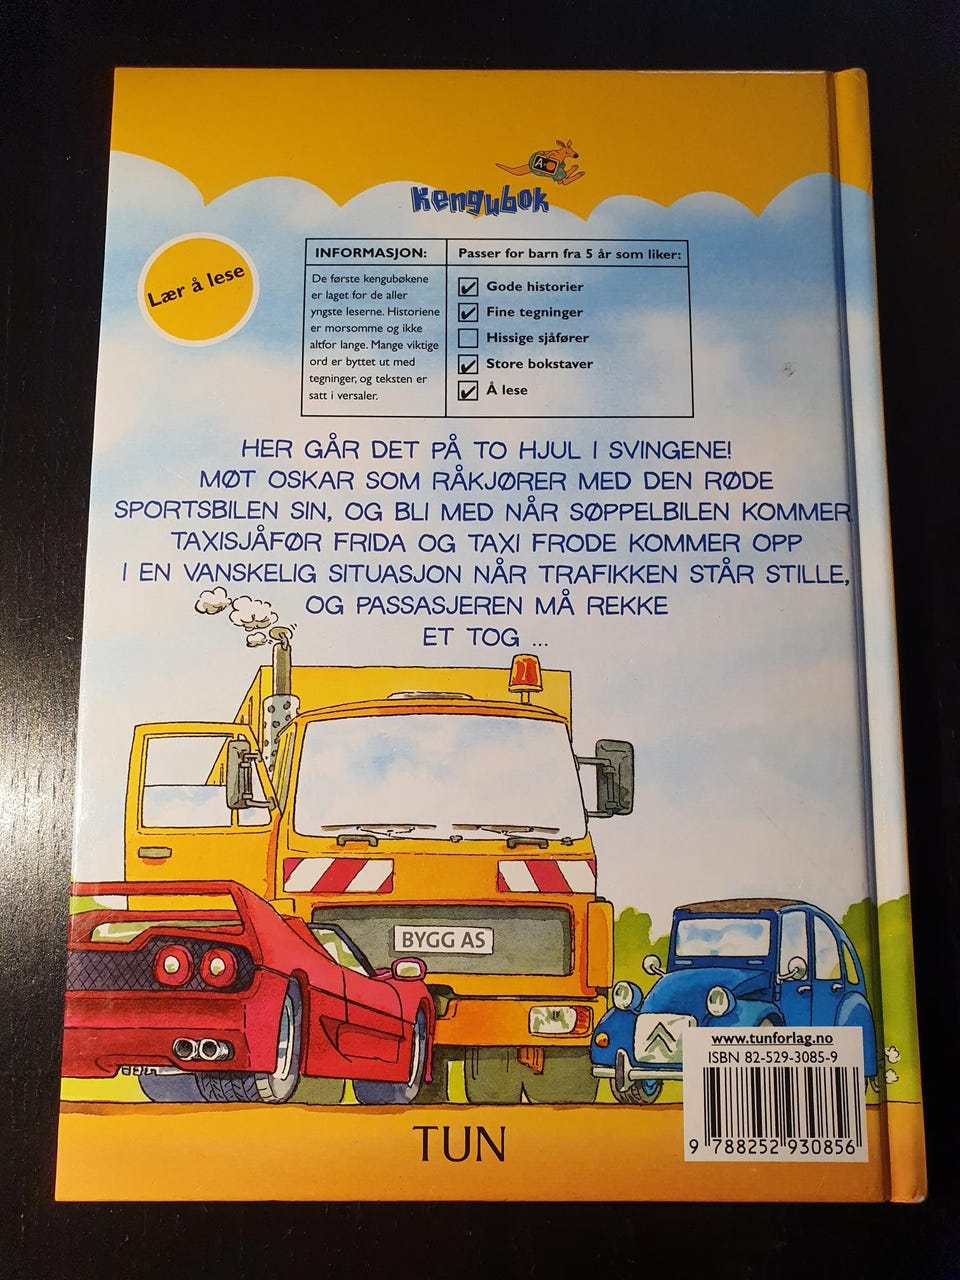 A
Kengubok
Lær å lese
INFORMASJON:
De første kengubøkene
er laget for de aller
yngste leserne. Historiene
er morsomme og ikke
altfor lange. Mange viktige
ord er byttet ut med
tegninger, og teksten er
satt i versaler.
Passer for barn fra 5 år som liker:
Gode historier
Fine tegninger
Hissige sjåfører
Store bokstaver
Å lese
HER GÅR DET PÅ TO HJUL I SVINGENE!
MØT OSKAR SOM RÅKJØRER MED DEN RØDE
SPORTSBILEN SIN, OG BLI MED NÅR SØPPELBILEN KOMMER
TAXISJÅFØR FRIDA OG TAXI FRODE KOMMER OPP
I EN VANSKELIG SITUASJON NÅR TRAFIKKEN STÅR STILLE,
OG PASSASJEREN MÅ REKKE
ET TOG ...
BYGG AS
www.tunforlag.no
ISBN 82-529-3085-9
9 788252 930856
TUN